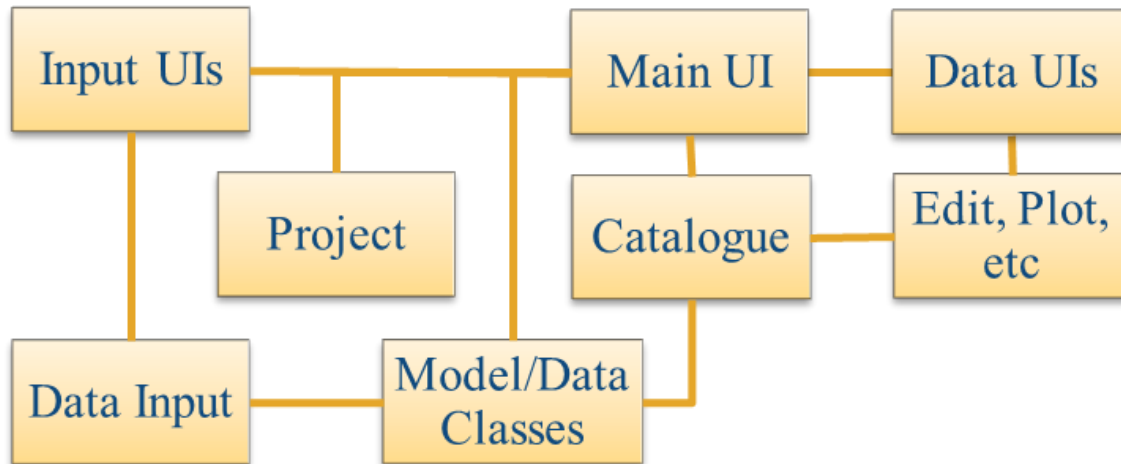 Input UIs
Main UI
Data UIs
Project
Catalogue
Edit, Plot,
etc
Data Input
Model/Data
Classes